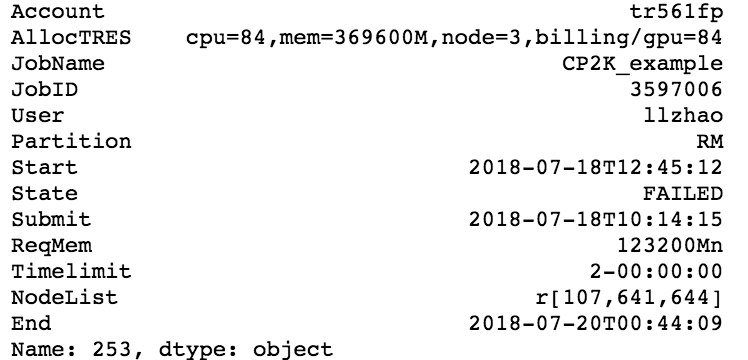 Account tr561fp
AllocTRES cpu=84,mem=369600M,node=3,billing/gpu=84
JobName CP2K_example
JobID 3597006
User llzhao
Partition RM
Start 2018-07-18T12:45:12
State FAILED
Submit 2018-07-18T10:14:15
ReqMem 123200Mn
Timelimit 2-00:00:00
NodeList r[107,641,644]
End 2018-07-20T00:44:09
Name: 253, dtype: object